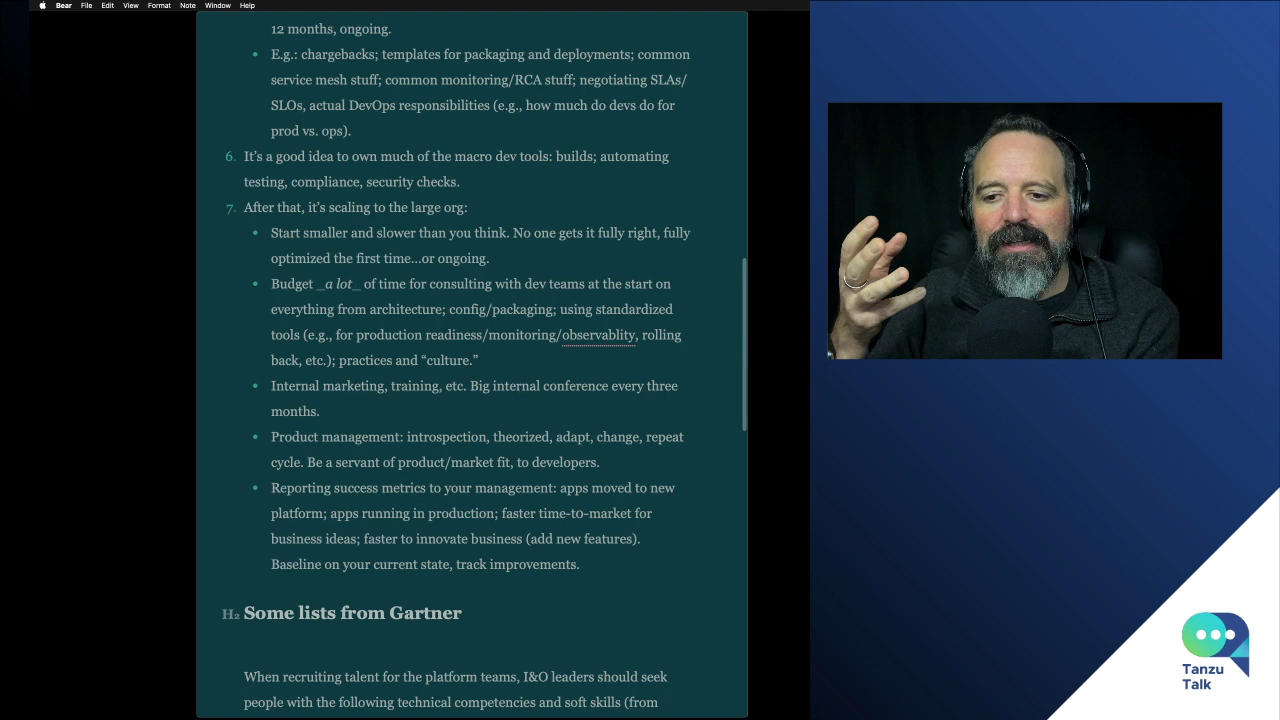 Bear File Edit View Format Note Window Help
12 months, ongoing.
• E.g.: chargebacks; templates for packaging and deployments; common
service mesh stuff; common monitoring/RCA stuff; negotiating SLAs/
SLOs, actual DevOps responsibilities (e.g., how much do devs do for
prod vs. ops).
6. It’s a good idea to own much of the macro dev tools: builds; automating
testing, compliance, security checks.
7. After that, it’s scaling to the large org:
• Start smaller and slower than you think. No one gets it fully right, fully
optimized the first time…or ongoing.
• Budget _a lot_ of time for consulting with dev teams at the start on
everything from architecture; config/packaging; using standardized
tools (e.g., for production readiness/monitoring/observablity, rolling
back, etc.); practices and “culture.”
• Internal marketing, training, etc. Big internal conference every three
months.
• Product management: introspection, theorized, adapt, change, repeat
cycle. Be a servant of product/market fit, to developers.
• Reporting success metrics to your management: apps moved to new
platform; apps running in production; faster time-to-market for
business ideas; faster to innovate business (add new features).
Baseline on your current state, track improvements.
H2 Some lists from Gartner
When recruiting talent for the platform teams, I&O leaders should seek
people with the following technical competencies and soft skills (from
Tanzu
Talk